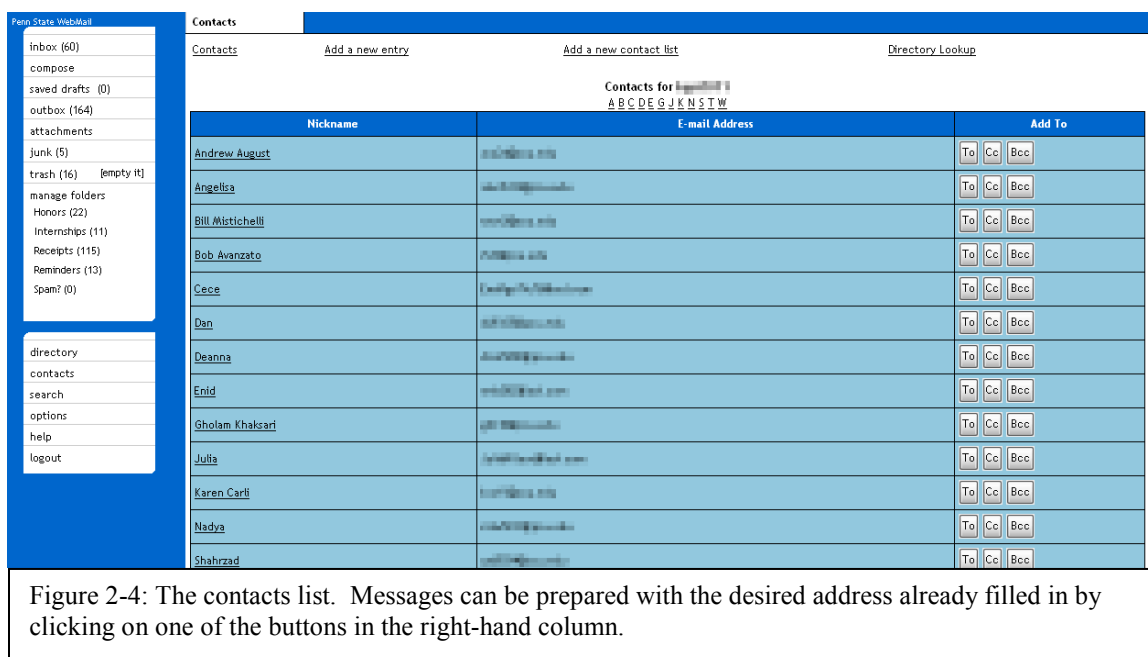 Penn State WebMail
inbox (60)
compose
saved drafts (0)
outbox (164)
attachments
junk (5)
trash (16) [empty it]
manage folders
Honors (22)
Internships (11)
Receipts (115)
Reminders (13)
Spam? (0)
directory
contacts
search
options
help
logout
Contacts
Contacts Add a new entry Add a new contact list Directory Lookup
Contacts for
A B C D E G J K N S T W
Nickname E-mail Address Add To
Andrew August To Cc Bcc
Angelisa To Cc Bcc
Bill Mistichelli To Cc Bcc
Bob Avanzato To Cc Bcc
Cece To Cc Bcc
Dan To Cc Bcc
Deanna To Cc Bcc
Enid To Cc Bcc
Gholam Khaksari To Cc Bcc
Julia To Cc Bcc
Karen Carli To Cc Bcc
Nadya To Cc Bcc
Shahrzad To Cc Bcc
Figure 2-4: The contacts list. Messages can be prepared with the desired address already filled in by
clicking on one of the buttons in the right-hand column.